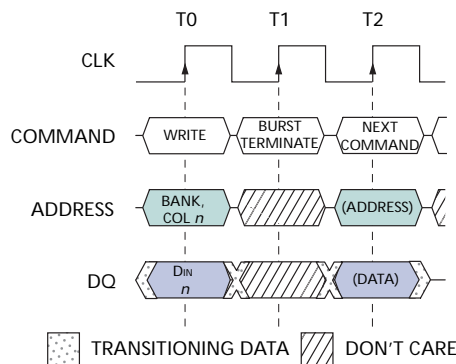 T0 T1 T2
CLK
COMMAND WRITE BURST TERMINATE NEXT COMMAND
ADDRESS BANK, COL n (ADDRESS)
DQ DIN n (DATA)
TRANSITIONING DATA DON'T CARE